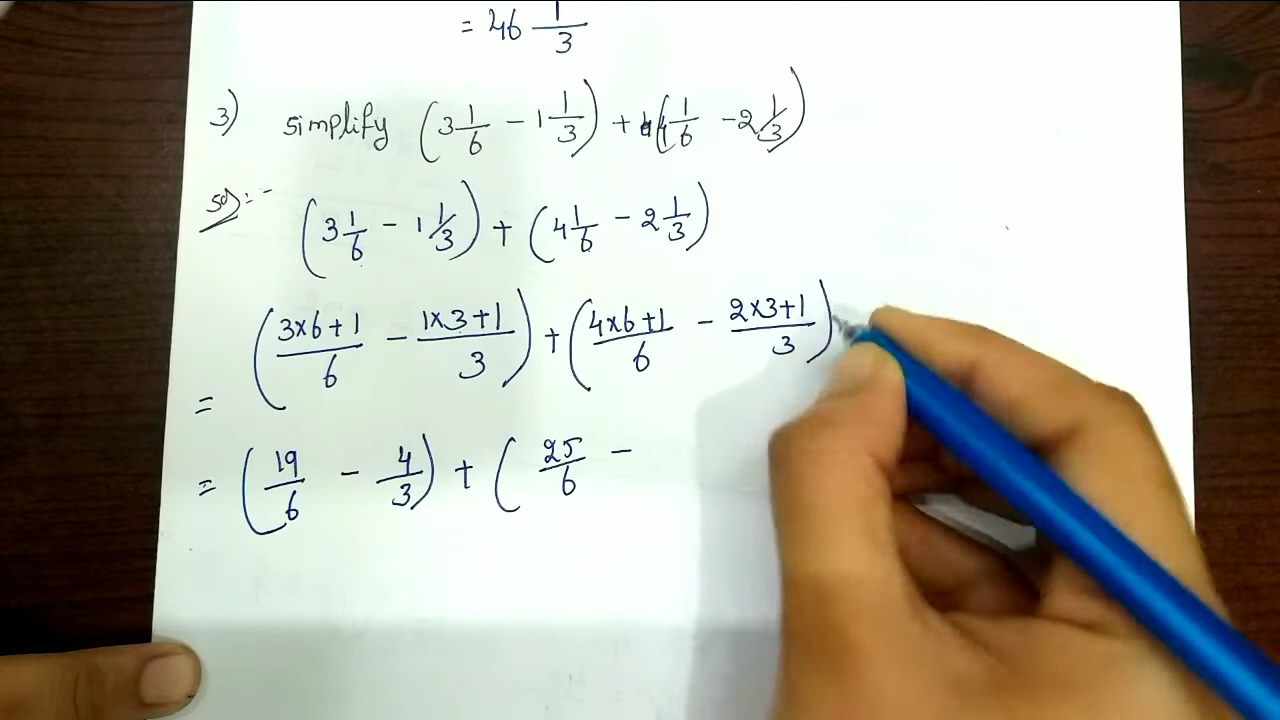 = 46 1/3
3) simplify (3 1/6 - 1 1/3) + (4 1/6 - 2 1/3)
Sol:-
(3 1/6 - 1 1/3) + (4 1/6 - 2 1/3)
= (3×6+1/6 - 1×3+1/3) + (4×6+1/6 - 2×3+1/3)
= (19/6 - 4/3) + (25/6 -